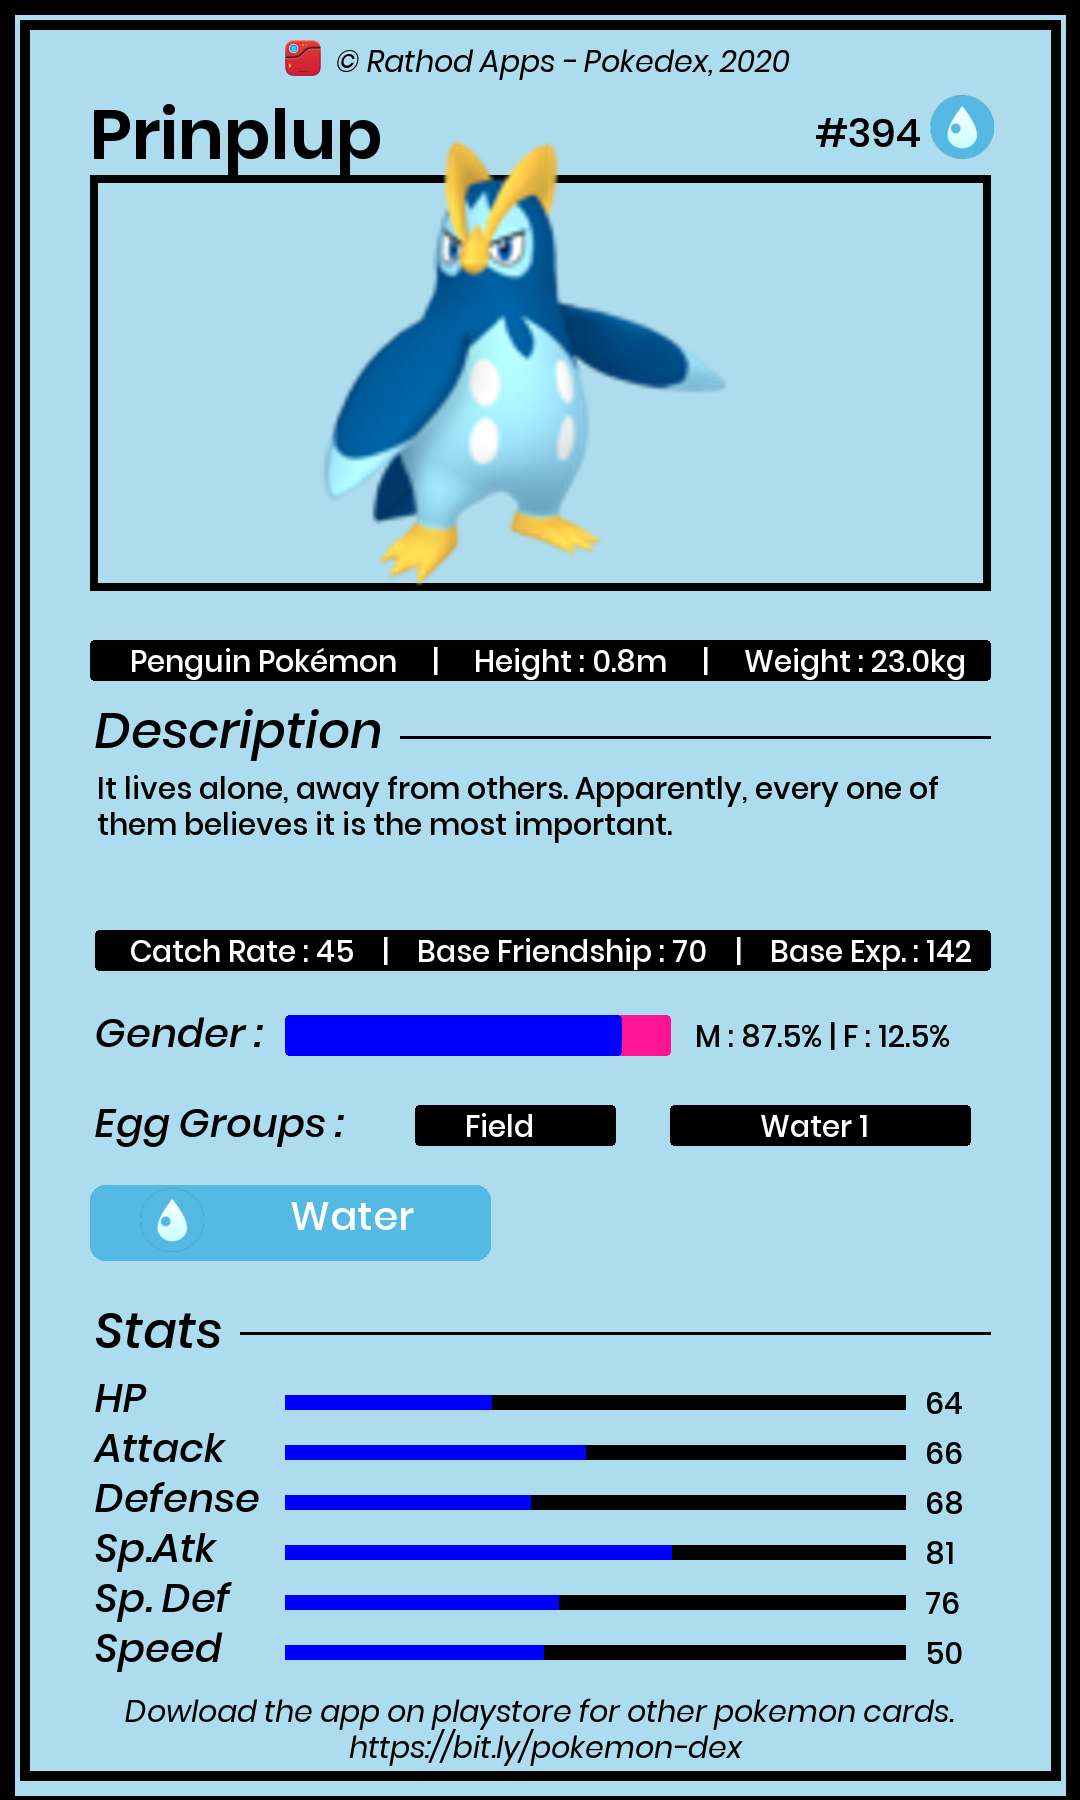 © Rathod Apps - Pokedex, 2020
Prinplup #394
Penguin Pokémon | Height : 0.8m | Weight : 23.0kg
Description
It lives alone, away from others. Apparently, every one of
them believes it is the most important.
Catch Rate : 45 | Base Friendship : 70 | Base Exp. : 142
Gender : M : 87.5% | F : 12.5%
Egg Groups : Field Water 1
Water
Stats
HP 64
Attack 66
Defense 68
Sp.Atk 81
Sp. Def 76
Speed 50
Dowload the app on playstore for other pokemon cards.
https://bit.ly/pokemon-dex